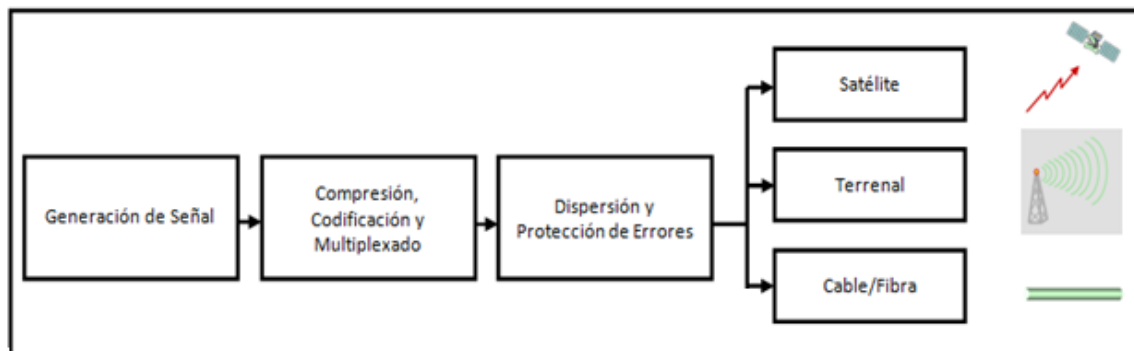 Generación de Señal
Compresión,
Codificación y
Multiplexado
Dispersión y
Protección de Errores
Satélite
Terrenal
Cable/Fibra